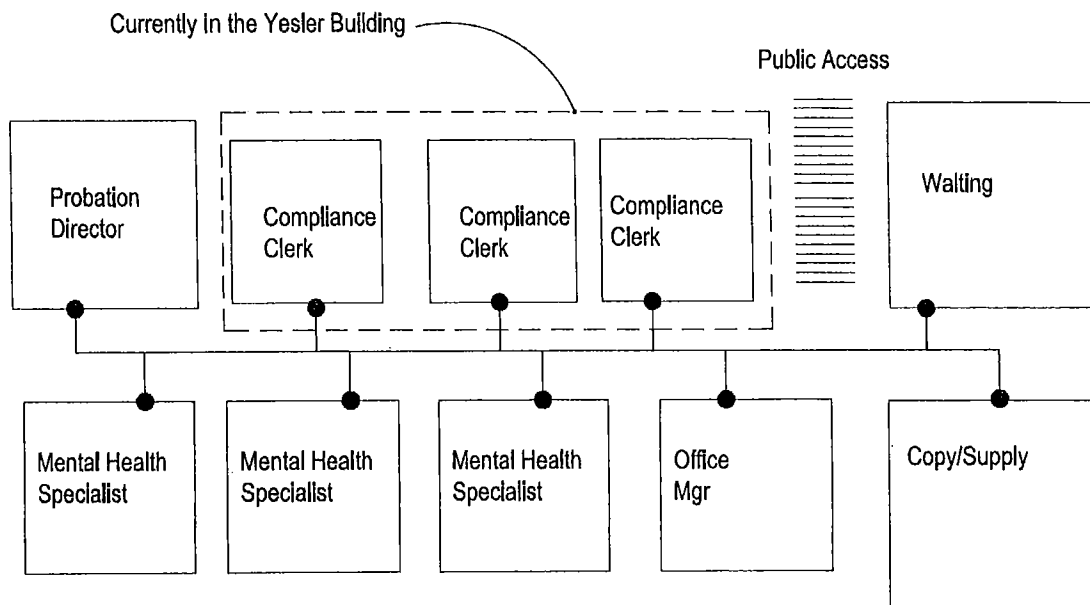 Currently in the Yesler Building
Public Access
Probation
Director
Compliance
Clerk
Compliance
Clerk
Compliance
Clerk
Waiting
Mental Health
Specialist
Mental Health
Specialist
Mental Health
Specialist
Office
Mgr
Copy/Supply